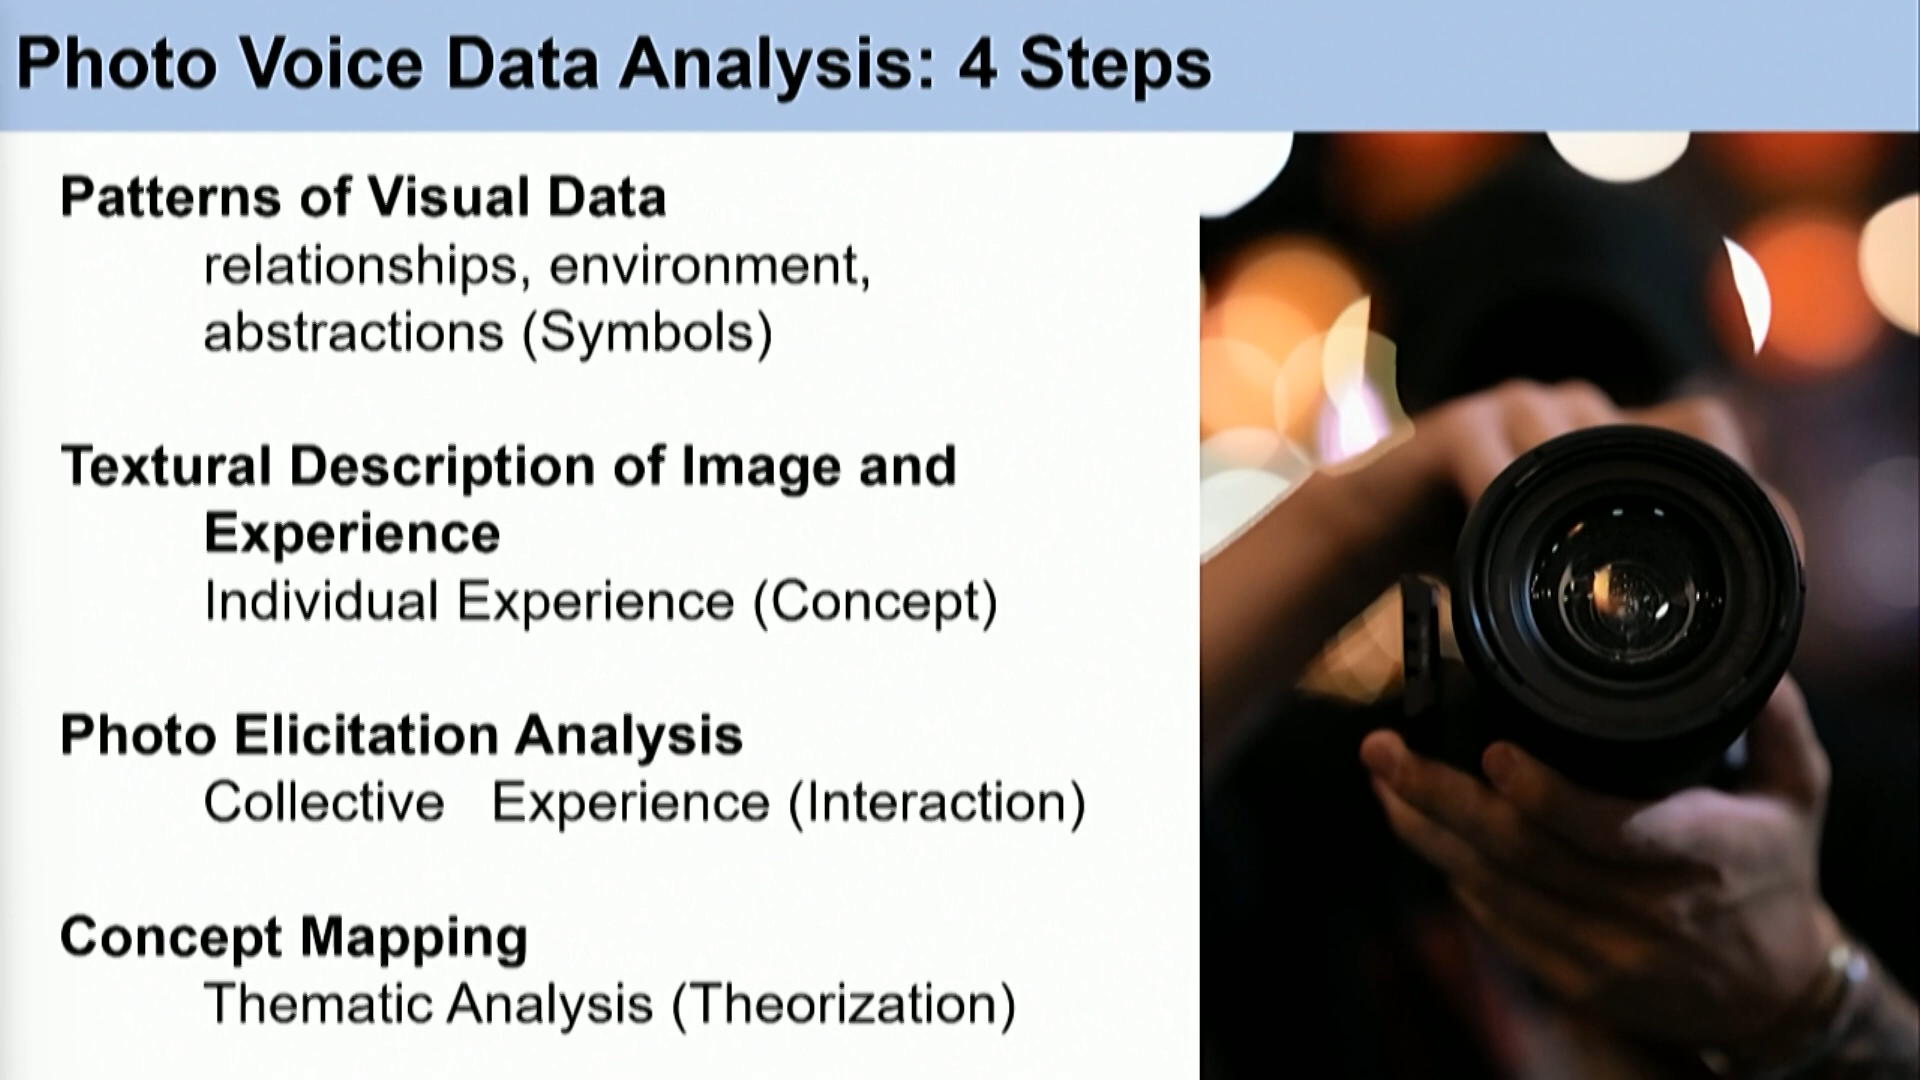 Photo Voice Data Analysis: 4 Steps
Patterns of Visual Data
relationships, environment,
abstractions (Symbols)
Textural Description of Image and
Experience
Individual Experience (Concept)
Photo Elicitation Analysis
Collective Experience (Interaction)
Concept Mapping
Thematic Analysis (Theorization)